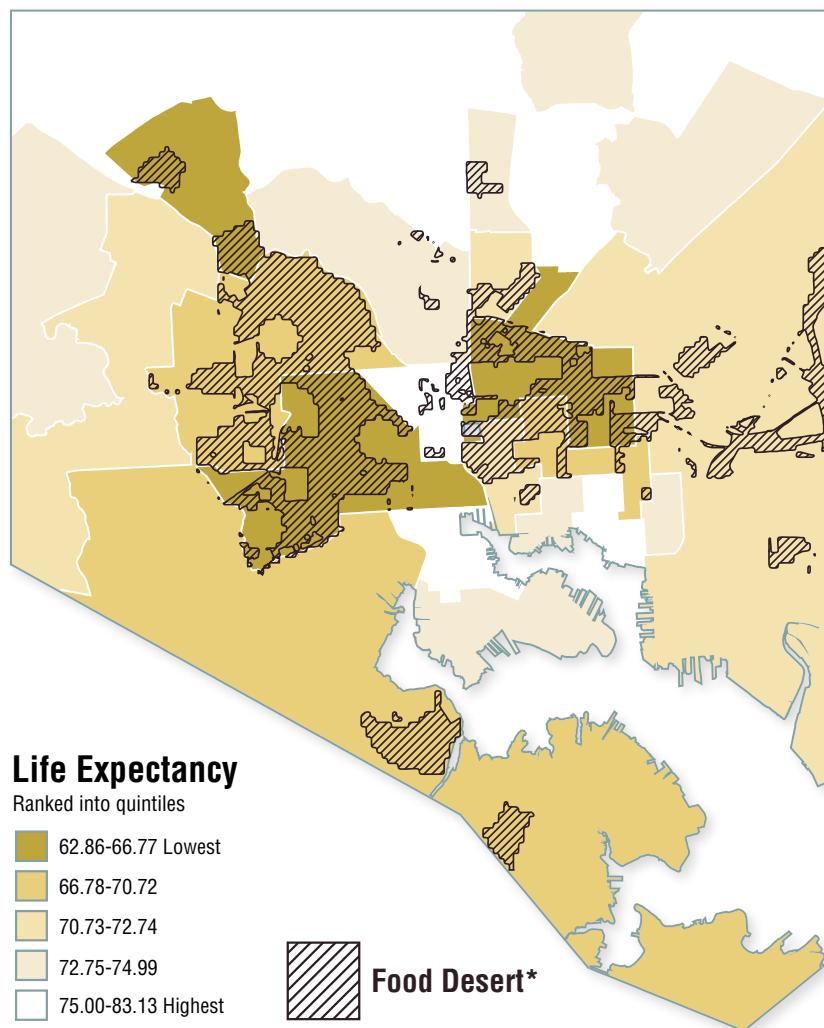 Life Expectancy
Ranked into quintiles
62.86-66.77 Lowest
66.78-70.72
70.73-72.74
72.75-74.99
75.00-83.13 Highest
Food Desert*